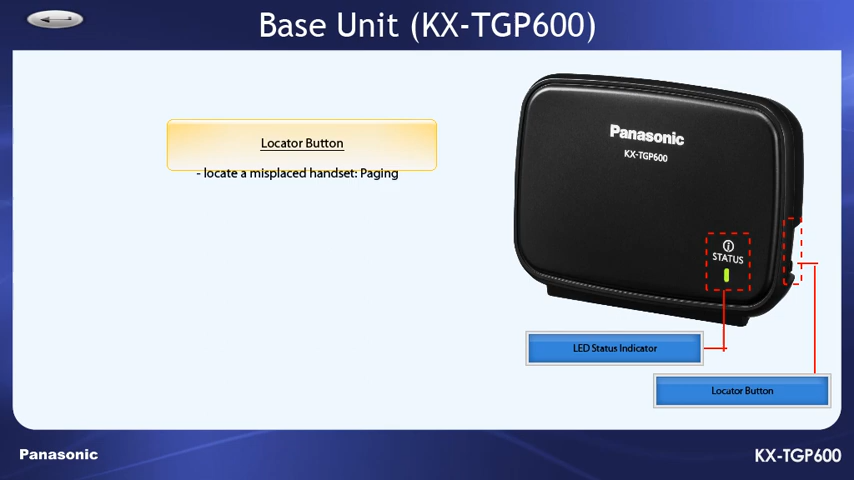 Base Unit (KX-TGP600)
Locator Button
- locate a misplaced handset: Paging
Panasonic
KX-TGP600
STATUS
LED Status Indicator
Locator Button
Panasonic
KX-TGP600